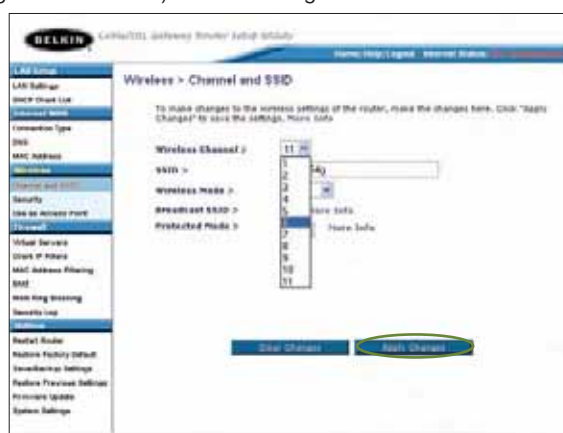 BELKIN Cable/DSL Gateway Router Setup Utility
Home|Help|Logout Internet Status:
LAN Setup
LAN Settings
DHCP Client List
Internet WAN
Connection Type
DNS
MAC Address
Wireless
Channel and SSID
Security
Use as Access Point
Firewall
Virtual Servers
Client IP Filters
MAC Address Filtering
DMZ
WAN Ping Blocking
Security Log
Utilities
Restart Router
Restore Factory Default
Save/Backup Settings
Restore Previous Settings
Firmware Update
System Settings
Wireless > Channel and SSID
To make changes to the wireless settings of the router, make the changes here. Click "Apply
Changes" to save the settings. More Info
Wireless Channel > 11
SSID >
Wireless Mode >
Broadcast SSID > More Info
Protected Mode > More Info
1
2
3
4
5
6
7
8
9
10
11
Clear Changes Apply Changes